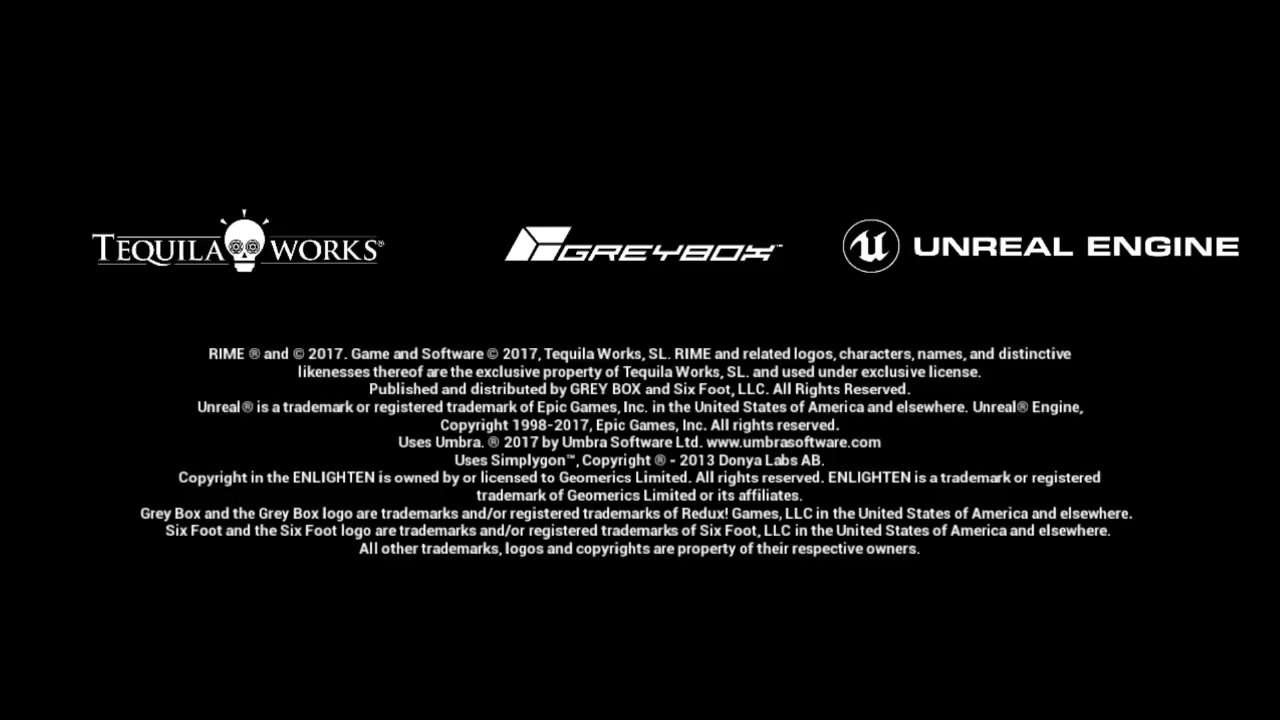 TEQUILA WORKS®
GREYBOX™
UNREAL ENGINE
RIME ® and © 2017. Game and Software © 2017, Tequila Works, SL. RIME and related logos, characters, names, and distinctive
likenesses thereof are the exclusive property of Tequila Works, SL. and used under exclusive license.
Published and distributed by GREY BOX and Six Foot, LLC. All Rights Reserved.
Unreal® is a trademark or registered trademark of Epic Games, Inc. in the United States of America and elsewhere. Unreal® Engine,
Copyright 1998-2017, Epic Games, Inc. All rights reserved.
Uses Umbra. ® 2017 by Umbra Software Ltd. www.umbrasoftware.com
Uses Simplygon™, Copyright ® - 2013 Donya Labs AB.
Copyright in the ENLIGHTEN is owned by or licensed to Geomerics Limited. All rights reserved. ENLIGHTEN is a trademark or registered
trademark of Geomerics Limited or its affiliates.
Grey Box and the Grey Box logo are trademarks and/or registered trademarks of Redux! Games, LLC in the United States of America and elsewhere.
Six Foot and the Six Foot logo are trademarks and/or registered trademarks of Six Foot, LLC in the United States of America and elsewhere.
All other trademarks, logos and copyrights are property of their respective owners.